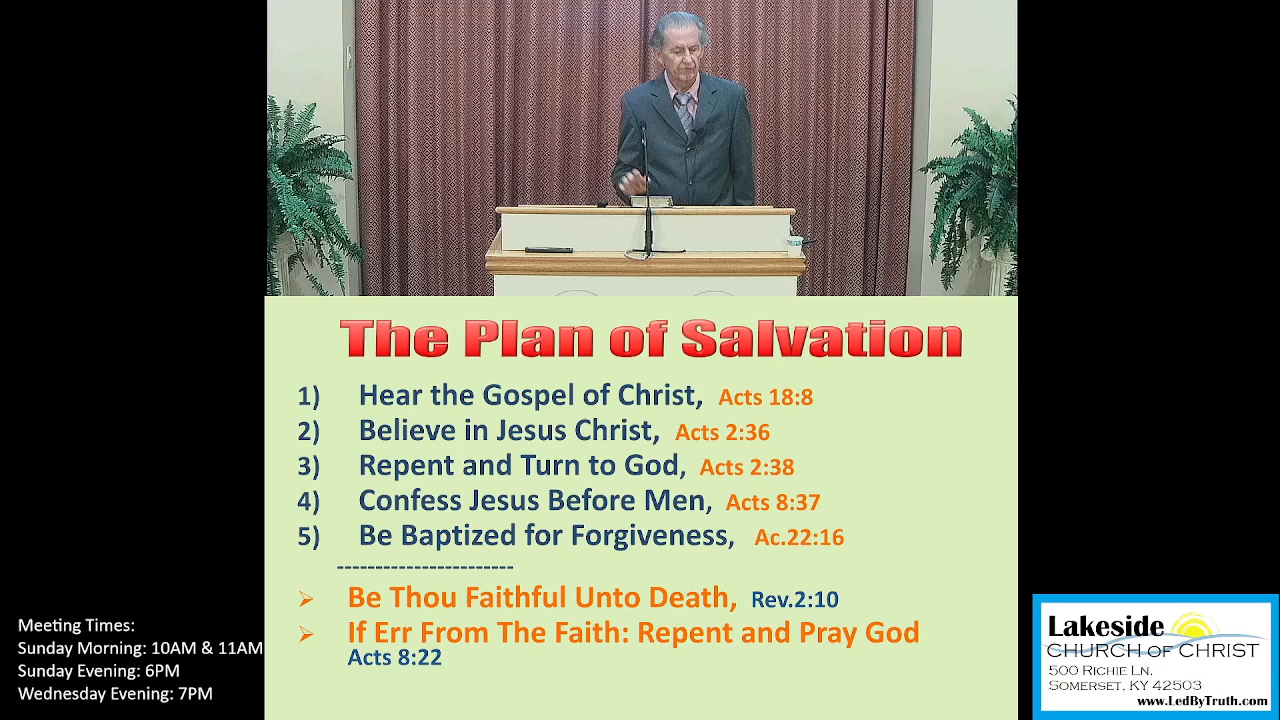 The Plan of Salvation
1) Hear the Gospel of Christ, Acts 18:8
2) Believe in Jesus Christ, Acts 2:36
3) Repent and Turn to God, Acts 2:38
4) Confess Jesus Before Men, Acts 8:37
5) Be Baptized for Forgiveness, Ac.22:16
-----------------------
➢ Be Thou Faithful Unto Death, Rev.2:10
➢ If Err From The Faith: Repent and Pray God
Acts 8:22
Meeting Times:
Sunday Morning: 10AM & 11AM
Sunday Evening: 6PM
Wednesday Evening: 7PM
Lakeside
CHURCH OF CHRIST
500 RICHIE LN.
SOMERSET, KY 42503
www.LedByTruth.com